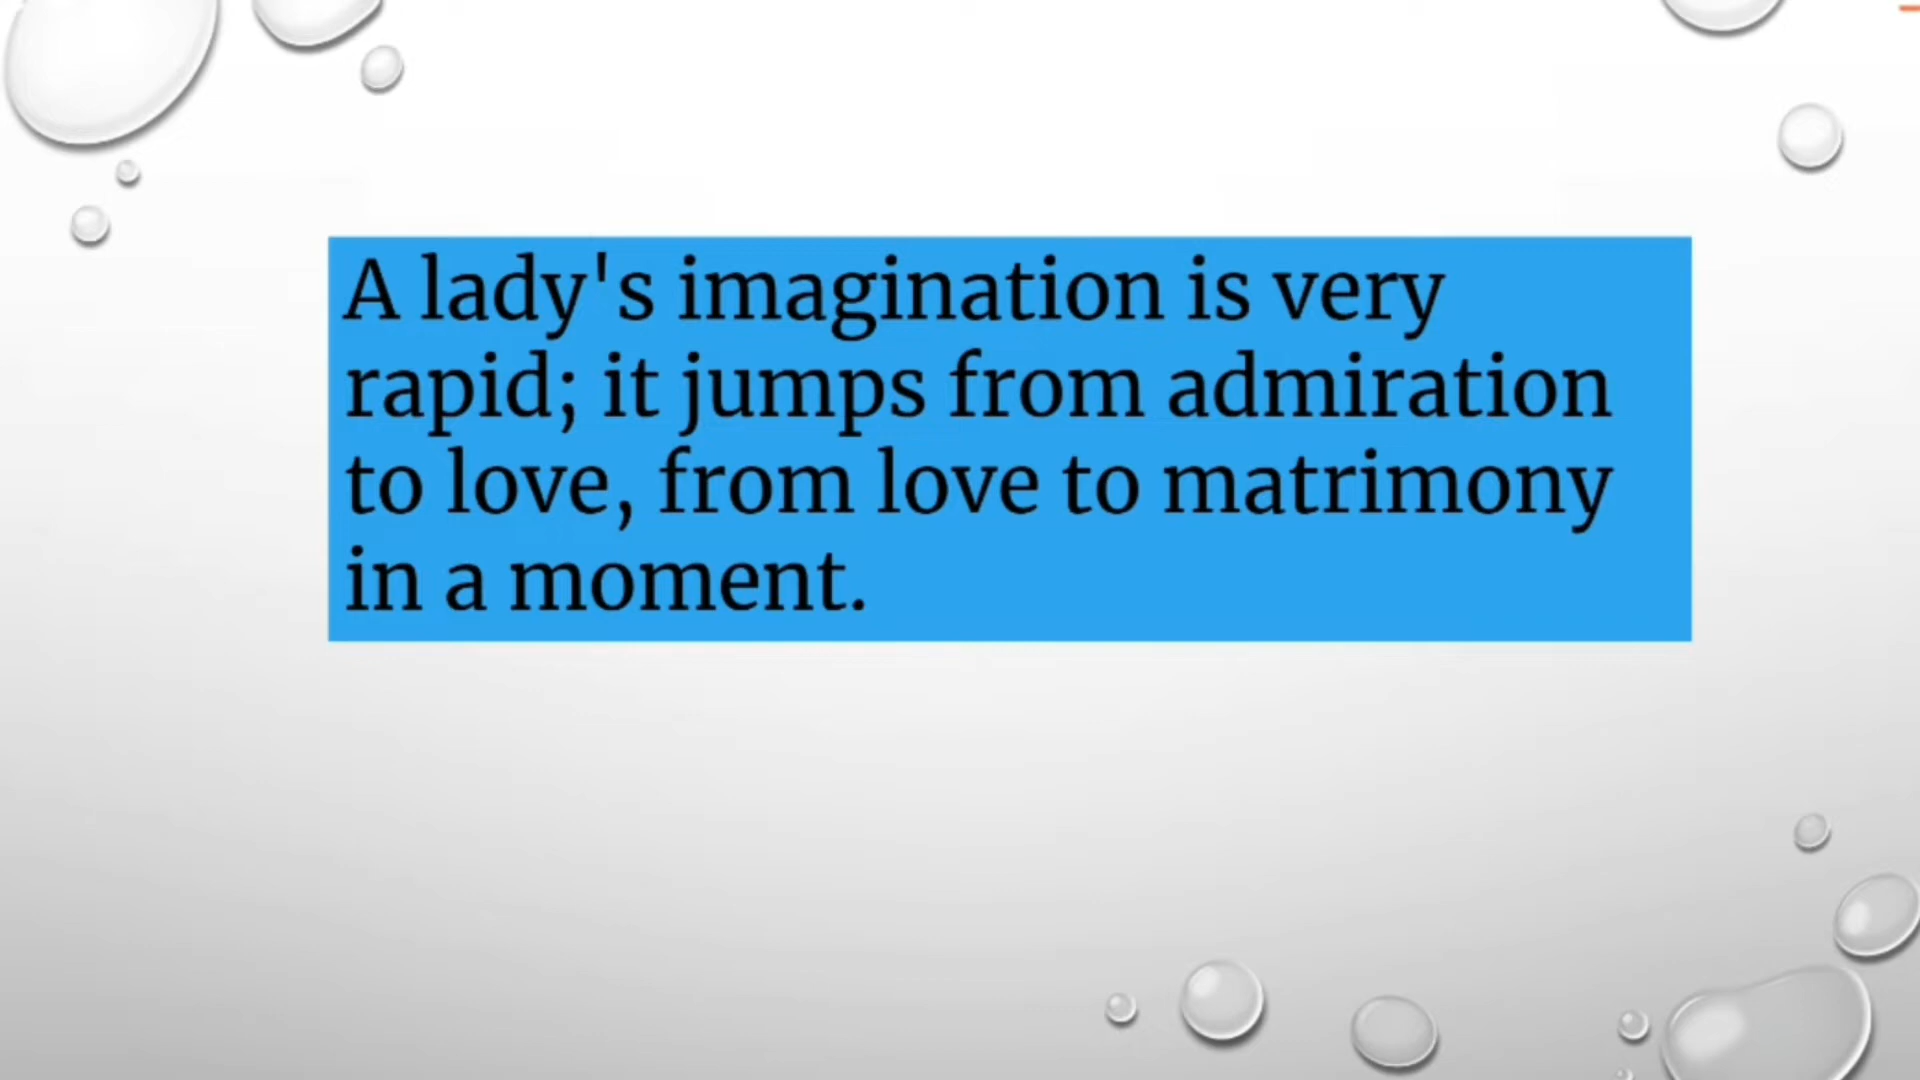 A lady's imagination is very
rapid; it jumps from admiration
to love, from love to matrimony
in a moment.